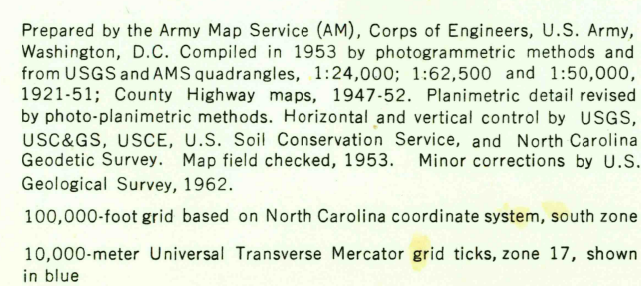 Prepared by the Army Map Service (AM), Corps of Engineers, U.S. Army,
Washington, D.C. Compiled in 1953 by photogrammetric methods and
from USGS and AMS quadrangles, 1:24,000; 1:62,500 and 1:50,000,
1921-51; County Highway maps, 1947-52. Planimetric detail revised
by photo-planimetric methods. Horizontal and vertical control by USGS,
USC&GS, USCE, U.S. Soil Conservation Service, and North Carolina
Geodetic Survey. Map field checked, 1953. Minor corrections by U.S.
Geological Survey, 1962.
100,000-foot grid based on North Carolina coordinate system, south zone
10,000-meter Universal Transverse Mercator grid ticks, zone 17, shown
in blue